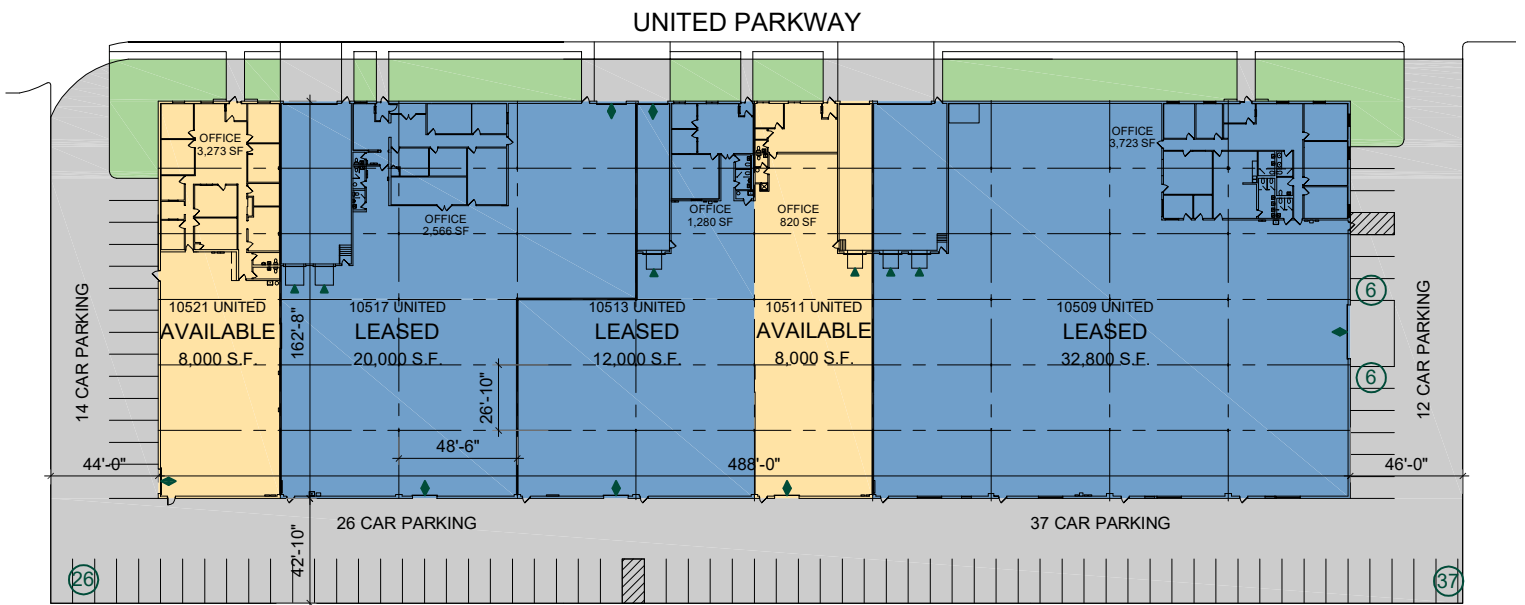 UNITED PARKWAY
OFFICE
3,273 SF
OFFICE
2,566 SF
OFFICE
1,280 SF
OFFICE
820 SF
OFFICE
3,723 SF
10521 UNITED
AVAILABLE
8,000 S.F.
162'-8"
10517 UNITED
LEASED
20,000 S.F.
10513 UNITED
LEASED
12,000 S.F.
10511 UNITED
AVAILABLE
8,000 S.F.
10509 UNITED
LEASED
32,800 S.F.
14 CAR PARKING
6
6
12 CAR PARKING
26'-10"
48'-6"
44'-0"
488'-0"
46'-0"
26 CAR PARKING
37 CAR PARKING
42'-10"
26
37